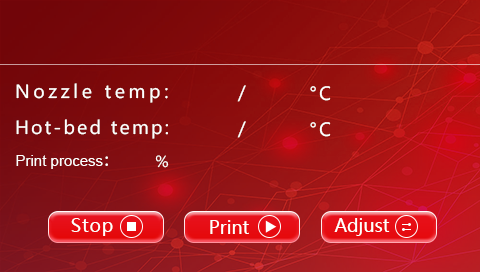 Nozzle temp: / °C
Hot-bed temp: / °C
Print process: %
Stop Print Adjust